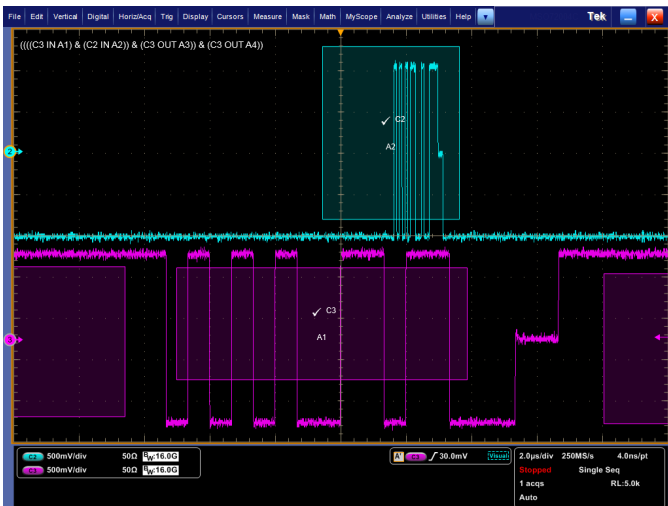 File Edit Vertical Digital Horiz/Acq Trig Display Cursors Measure Mask Math MyScope Analyze Utilities Help Tek X
((((C3 IN A1) & (C2 IN A2)) & (C3 OUT A3)) & (C3 OUT A4))
C2
A2
2
C3
A1
3
C2 500mV/div 50Ω BW:16.0G
C3 500mV/div 50Ω BW:16.0G
A' C3 30.0mV Visual
2.0µs/div 250MS/s 4.0ns/pt
Stopped Single Seq
1 acqs RL:5.0k
Auto